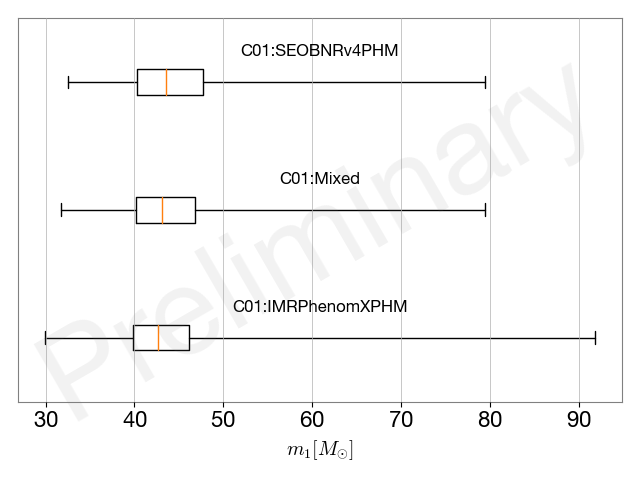 C01:SEOBNRv4PHM
C01:Mixed
C01:IMRPhenomXPHM
Preliminary
30 40 50 60 70 80 90
m₁[M⊙]